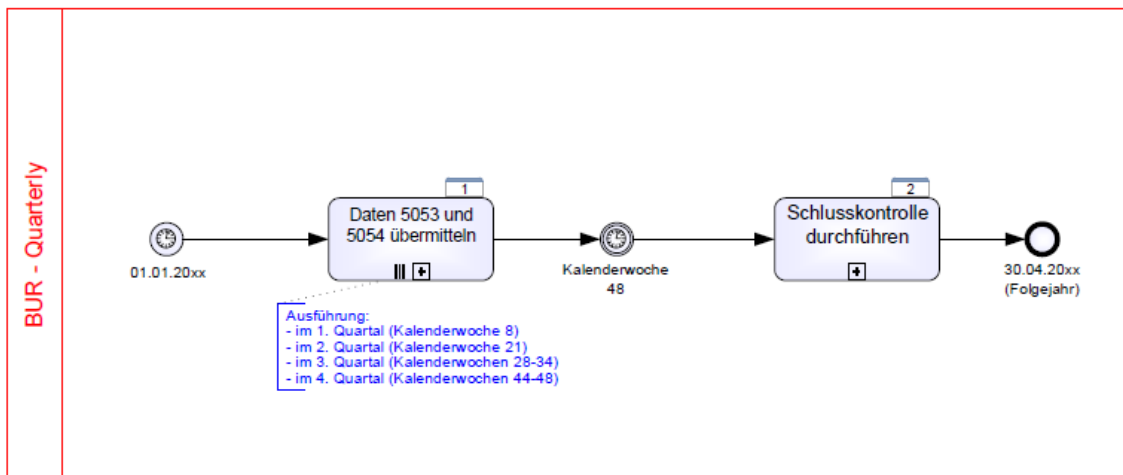 BUR - Quarterly
01.01.20xx
1
Daten 5053 und
5054 übermitteln
Ausführung:
- im 1. Quartal (Kalenderwoche 8)
- im 2. Quartal (Kalenderwoche 21)
- im 3. Quartal (Kalenderwochen 28-34)
- im 4. Quartal (Kalenderwochen 44-48)
Kalenderwoche
48
2
Schlusskontrolle
durchführen
30.04.20xx
(Folgejahr)